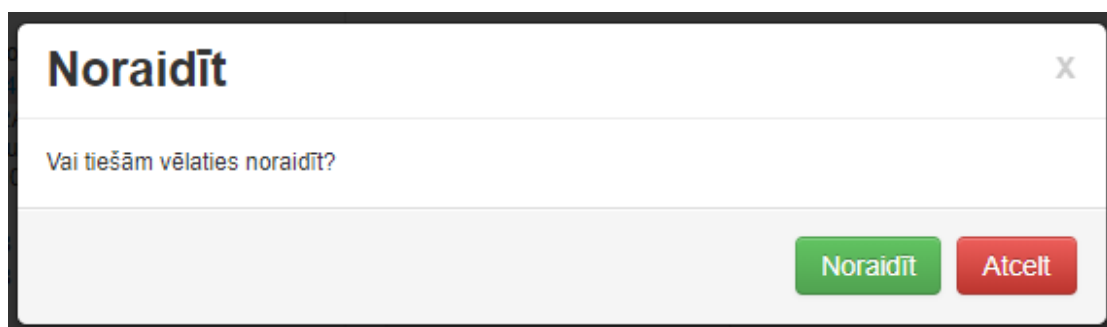 Noraidīt
x
Vai tiešām vēlaties noraidīt?
Noraidīt
Atcelt